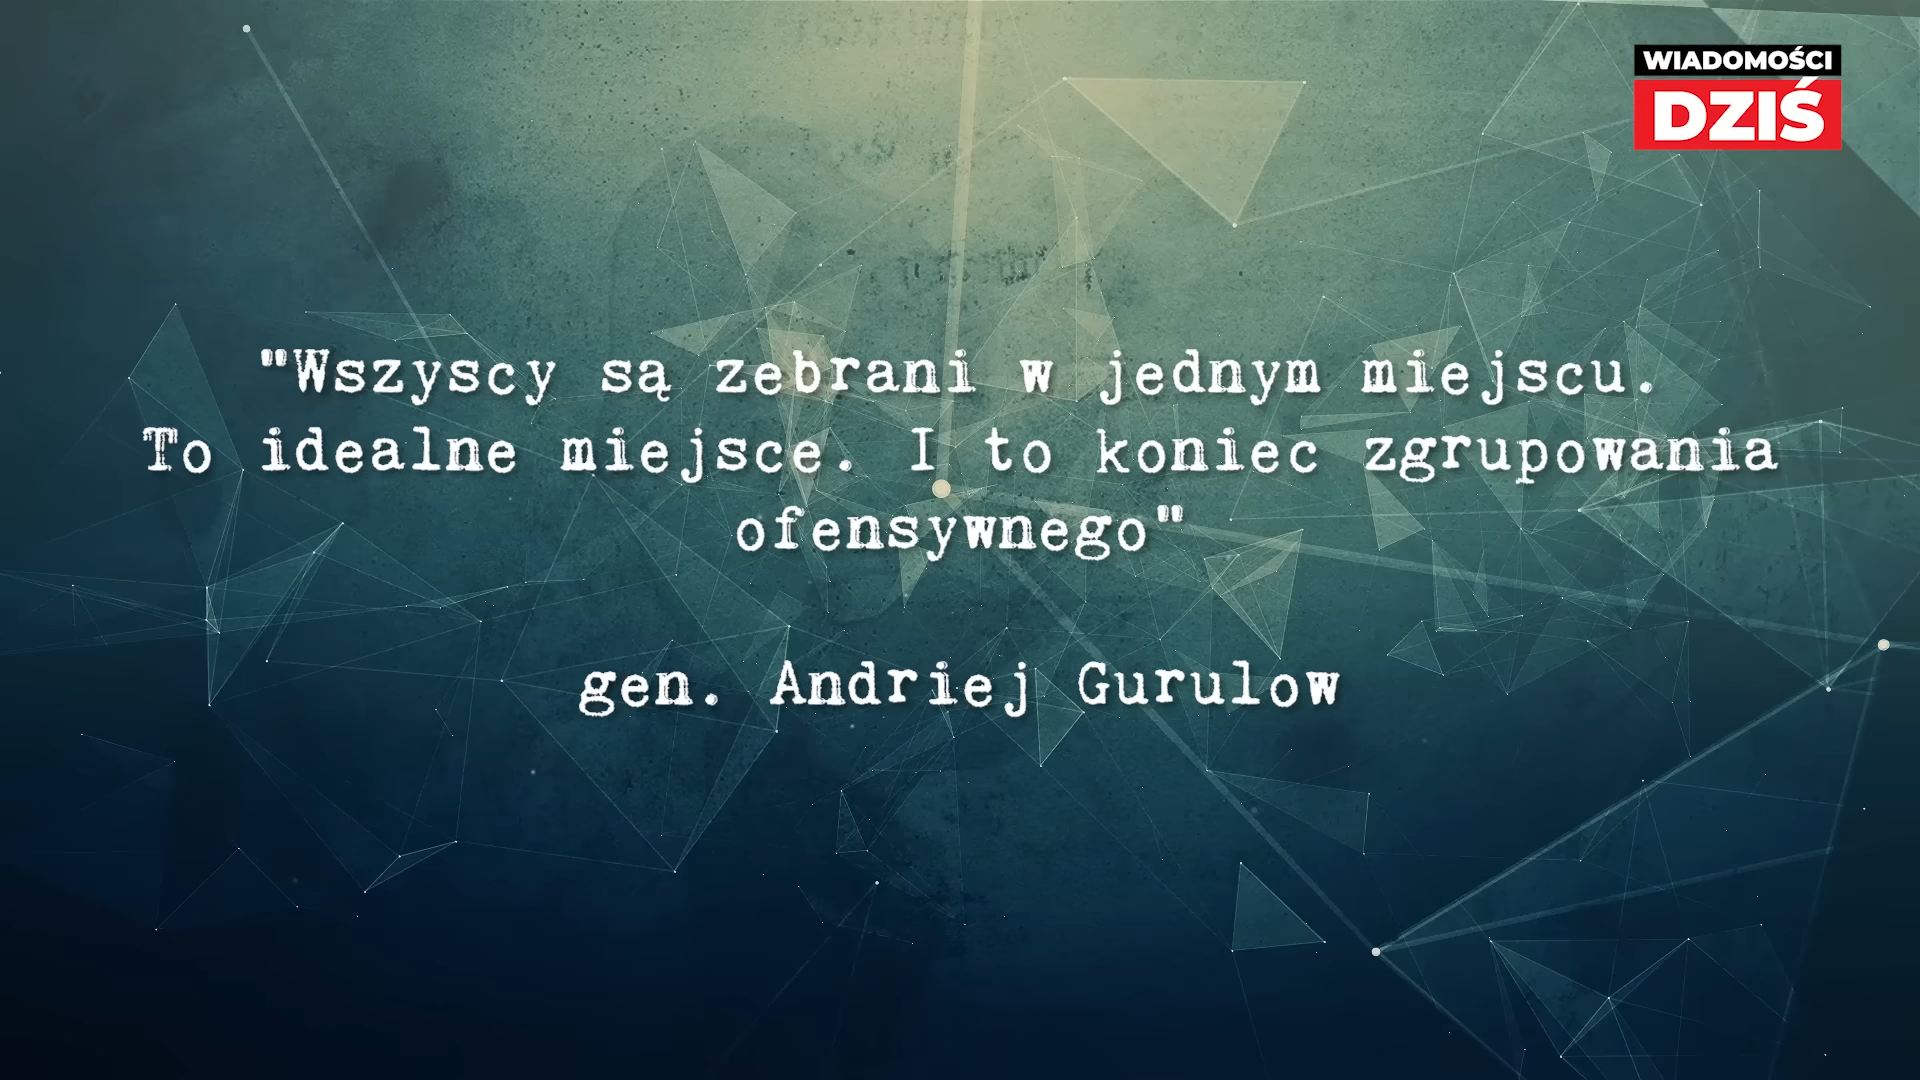 WIADOMOŚCI
DZIŚ
"Wszyscy są zebrani w jednym miejscu.
To idealne miejsce. I to koniec zgrupowania
ofensywnego"
gen. Andriej Gurulow